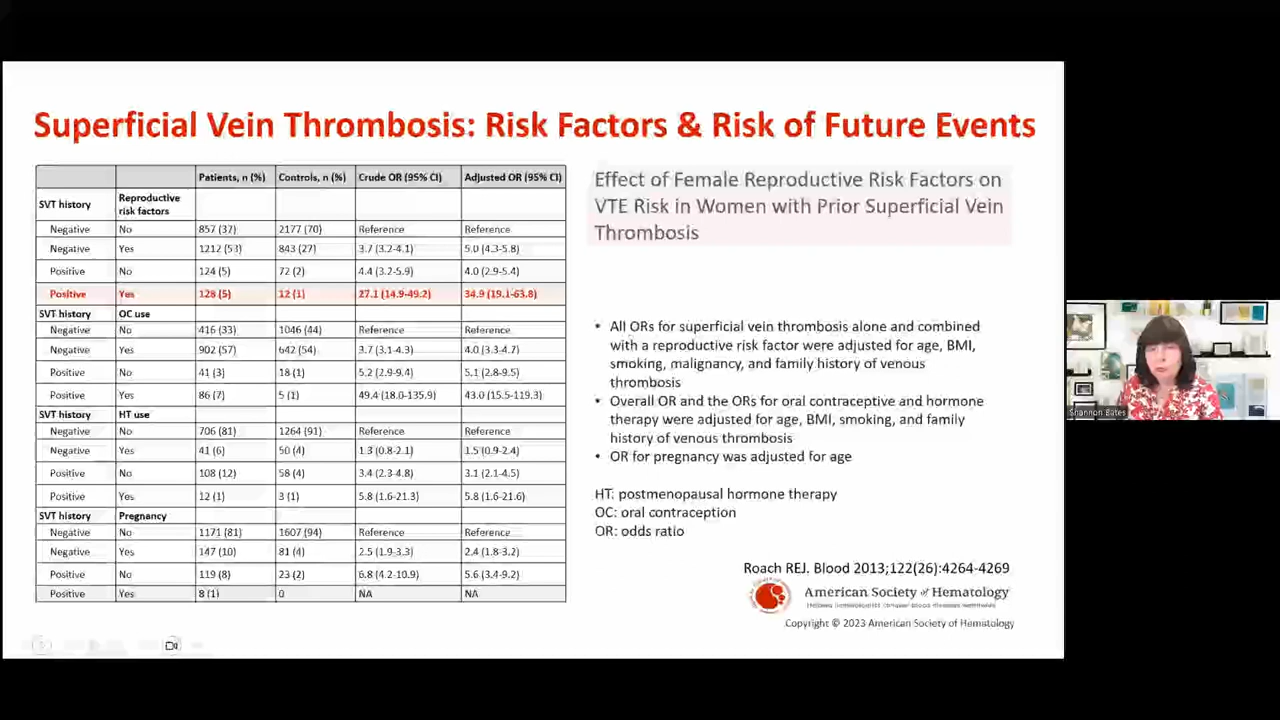 Superficial Vein Thrombosis: Risk Factors & Risk of Future Events
Patients, n (%) Controls, n (%) Crude OR (95% CI) Adjusted OR (95% CI)
SVT history Reproductive risk factors
Negative No 857 (37) 2177 (70) Reference Reference
Negative Yes 1212 (53) 843 (27) 3.7 (3.2-4.1) 5.0 (4.3-5.8)
Positive No 124 (5) 72 (2) 4.4 (3.2-5.9) 4.0 (2.9-5.4)
Positive Yes 128 (5) 12 (1) 27.1 (14.9-49.2) 34.9 (19.1-63.8)
SVT history OC use
Negative No 416 (33) 1046 (44) Reference Reference
Negative Yes 902 (57) 642 (54) 3.7 (3.1-4.3) 4.0 (3.3-4.7)
Positive No 41 (3) 18 (1) 5.2 (2.9-9.4) 5.1 (2.8-9.5)
Positive Yes 86 (7) 5 (1) 49.4 (18.0-135.9) 43.0 (15.5-119.3)
SVT history HT use
Negative No 706 (81) 1264 (91) Reference Reference
Negative Yes 41 (6) 50 (4) 1.3 (0.8-2.1) 1.5 (0.9-2.4)
Positive No 108 (12) 58 (4) 3.4 (2.3-4.8) 3.1 (2.1-4.5)
Positive Yes 12 (1) 3 (1) 5.8 (1.6-21.3) 5.8 (1.6-21.6)
SVT history Pregnancy
Negative No 1171 (81) 1607 (94) Reference Reference
Negative Yes 147 (10) 81 (4) 2.5 (1.9-3.3) 2.4 (1.8-3.2)
Positive No 119 (8) 23 (2) 6.8 (4.2-10.9) 5.6 (3.4-9.2)
Positive Yes 8 (1) 0 NA NA
Effect of Female Reproductive Risk Factors on
VTE Risk in Women with Prior Superficial Vein
Thrombosis
• All ORs for superficial vein thrombosis alone and combined
with a reproductive risk factor were adjusted for age, BMI,
smoking, malignancy, and family history of venous
thrombosis
• Overall OR and the ORs for oral contraceptive and hormone
therapy were adjusted for age, BMI, smoking, and family
history of venous thrombosis
• OR for pregnancy was adjusted for age
HT: postmenopausal hormone therapy
OC: oral contraception
OR: odds ratio
Roach REJ. Blood 2013;122(26):4264-4269
American Society of Hematology
Copyright © 2023 American Society of Hematology
Shannon Bates